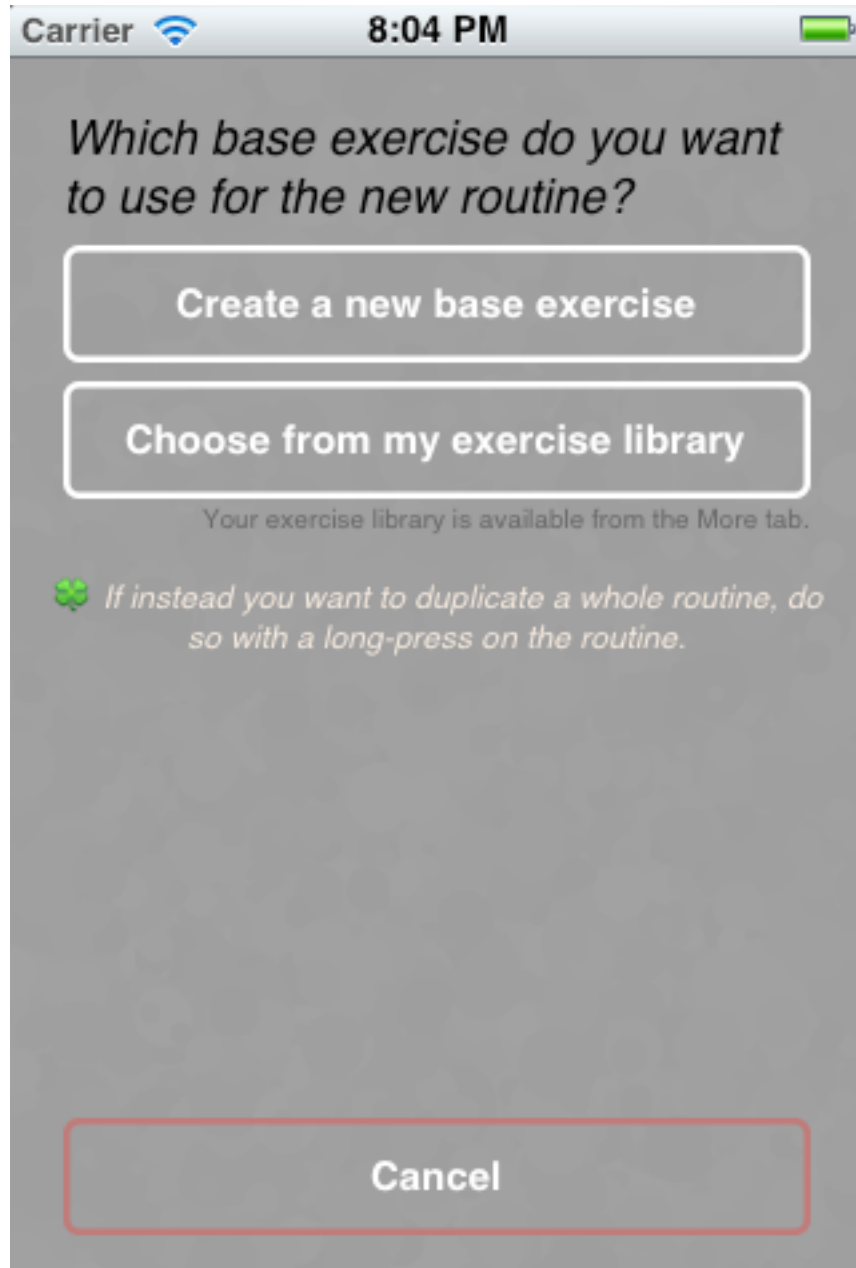 Carrier 8:04 PM
Which base exercise do you want
to use for the new routine?
Create a new base exercise
Choose from my exercise library
Your exercise library is available from the More tab.
If instead you want to duplicate a whole routine, do
so with a long-press on the routine.
Cancel